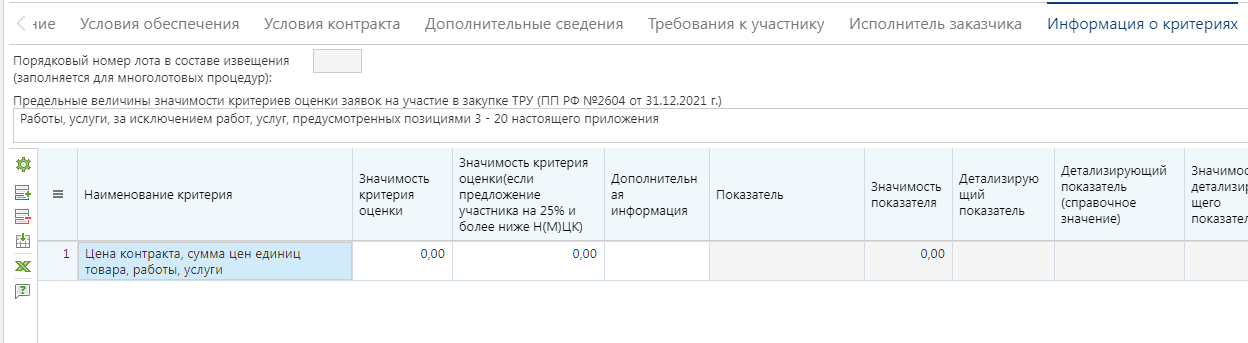 ние Условия обеспечения Условия контракта Дополнительные сведения Требования к участнику Исполнитель заказчика Информация о критериях
Порядковый номер лота в составе извещения
(заполняется для многолотовых процедур):
Предельные величины значимости критериев оценки заявок на участие в закупке ТРУ (ПП РФ №2604 от 31.12.2021 г.)
Работы, услуги, за исключением работ, услуг, предусмотренных позициями 3 - 20 настоящего приложения
Наименование критерия
Значимость
критерия
оценки
Значимость критерия
оценки(если
предложение
участника на 25% и
более ниже Н(М)ЦК)
Дополнительн
ая
информация
Показатель
Значимость
показателя
Детализирую
щий
показатель
Детализирующий
показатель
(справочное
значение)
Значимос
детализир
щего
показател
1 Цена контракта, сумма цен единиц
товара, работы, услуги
0,00 0,00 0,00